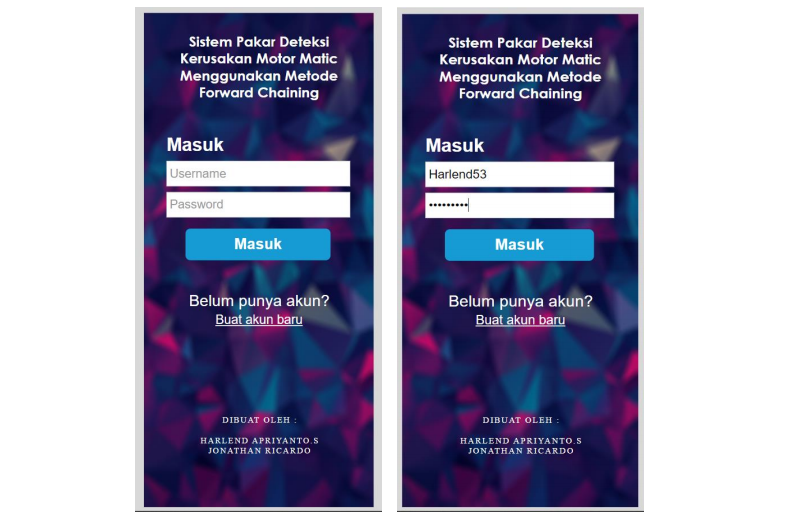 Sistem Pakar Deteksi
Kerusakan Motor Matic
Menggunakan Metode
Forward Chaining
Masuk
Username
Password
Masuk
Belum punya akun?
Buat akun baru
DIBUAT OLEH :
HARLEND APRIYANTO.S
JONATHAN RICARDO
Sistem Pakar Deteksi
Kerusakan Motor Matic
Menggunakan Metode
Forward Chaining
Masuk
Harlend53
•••••••••
Masuk
Belum punya akun?
Buat akun baru
DIBUAT OLEH :
HARLEND APRIYANTO.S
JONATHAN RICARDO